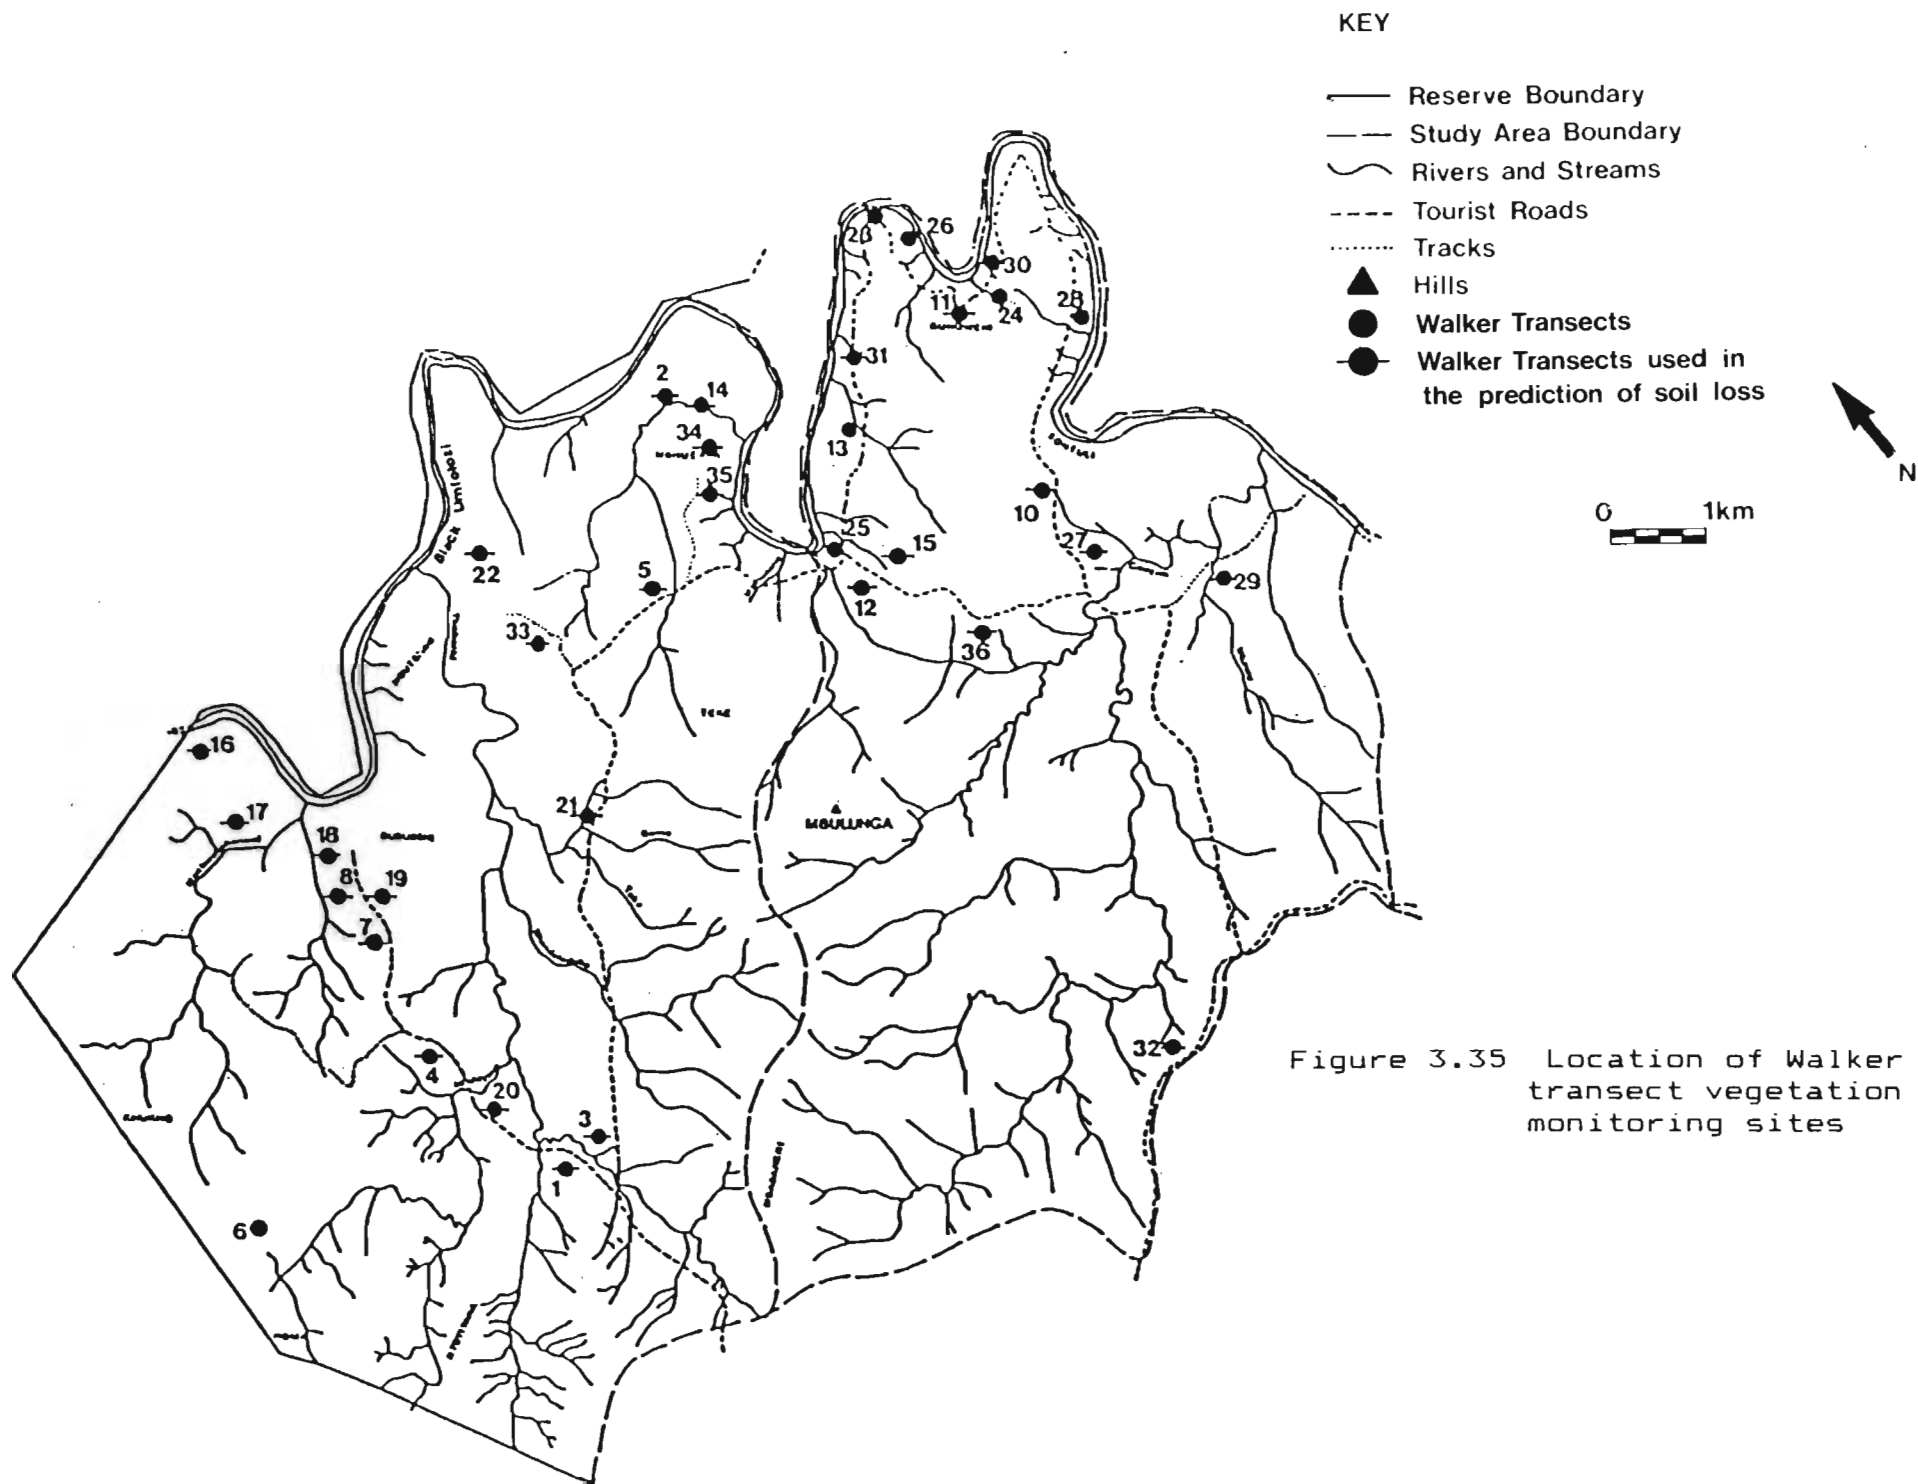 KEY
Reserve Boundary
Study Area Boundary
Rivers and Streams
Tourist Roads
Tracks
Hills
Walker Transects
Walker Transects used in
the prediction of soil loss
N
0 1km
26
30
11
24
28
31
2
14
13
34
35
10
25
15
27
22
5
12
29
33
36
Black Umfolozi
16
21
MBULUNGA
17
18
8
19
7
4
20
3
1
6
32
Figure 3.35 Location of Walker
transect vegetation
monitoring sites